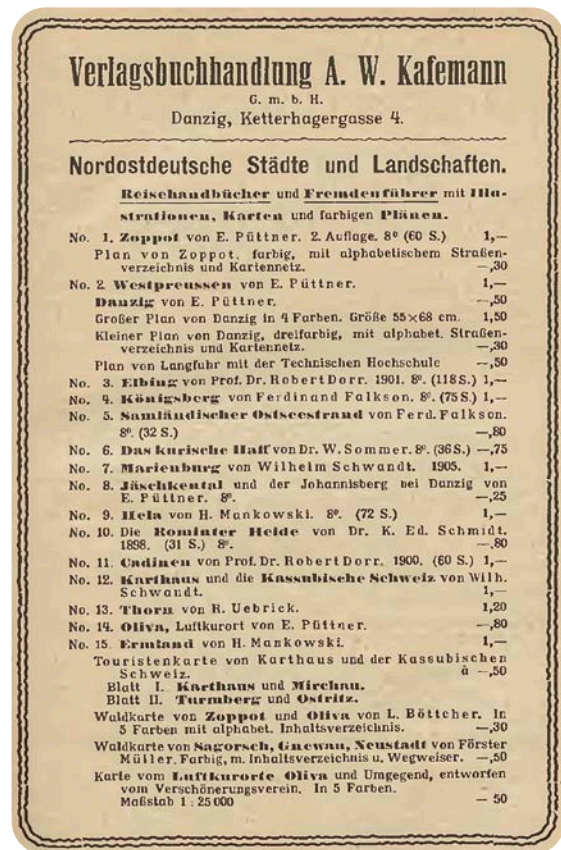 Verlagsbuchhandlung A. W. Kafemann
G. m. b. H.
Danzig, Ketterhagergasse 4.
Nordostdeutsche Städte und Landschaften.
Reisehandbücher und Fremdenführer mit Illu-
strationen, Karten und farbigen Plänen.
No. 1. Zoppot von E. Püttner. 2. Auflage. 8° (60 S.) 1,—
Plan von Zoppot, farbig, mit alphabetischem Straßen-
verzeichnis und Kartennetz. —,30
No. 2. Westpreussen von E. Püttner. 1,—
Danzig von E. Püttner. —,50
Großer Plan von Danzig in 4 Farben. Größe 55×68 cm. 1,50
Kleiner Plan von Danzig, dreifarbig, mit alphabet. Straßen-
verzeichnis und Kartennetz. —,30
Plan von Langfuhr mit der Technischen Hochschule —,50
No. 3. Elbing von Prof. Dr. Robert Dorr. 1901. 8°. (118 S.) 1,—
No. 4. Königsberg von Ferdinand Falkson. 8°. (75 S.) 1,—
No. 5. Samländischer Ostseestrand von Ferd. Falkson.
8°. (32 S.) —,80
No. 6. Das kurische Haff von Dr. W. Sommer. 8°. (36 S.) —,75
No. 7. Marienburg von Wilhelm Schwandt. 1905. 1,—
No. 8. Jäschkental und der Johannisberg bei Danzig von
E. Püttner. 8°. —,25
No. 9. Hela von H. Mankowski. 8°. (72 S.) 1,—
No. 10. Die Rominter Heide von Dr. K. Ed. Schmidt.
1898. (31 S.) 8°. —,80
No. 11. Cadinen von Prof. Dr. Robert Dorr. 1900. (60 S.) 1,—
No. 12. Karthaus und die Kassubische Schweiz von Wilh.
Schwandt. 1,—
No. 13. Thorn von R. Uebrick. 1,20
No. 14. Oliva, Luftkurort von E. Püttner. —,80
No. 15. Ermland von H. Mankowski. 1,—
Touristenkarte von Karthaus und der Kassubischen
Schweiz. à —,50
Blatt I. Karthaus und Mirchau.
Blatt II. Turmberg und Ostritz.
Waldkarte von Zoppot und Oliva von L. Böttcher. In
5 Farben mit alphabet. Inhaltsverzeichnis. —,30
Waldkarte von Sagorsch, Gnewau, Neustadt von Förster
Müller. Farbig, m. Inhaltsverzeichnis u. Wegweiser. —,50
Karte vom Luftkurorte Oliva und Umgegend, entworfen
vom Verschönerungsverein. In 5 Farben.
Maßstab 1 : 25 000 — 50